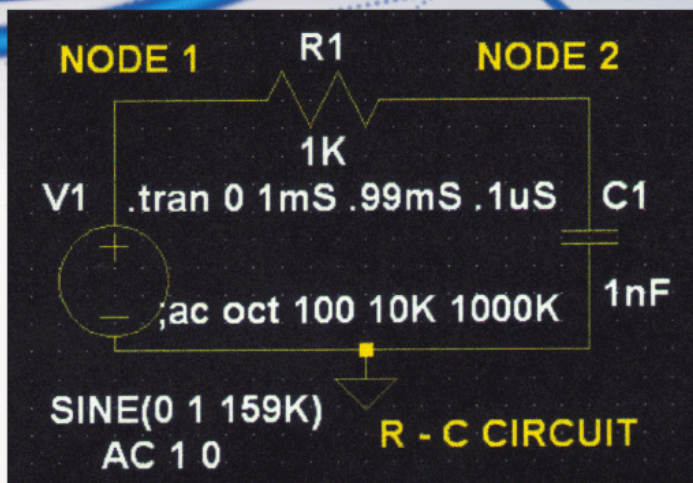 NODE 1
R1
NODE 2
1K
V1
.tran 0 1mS .99mS .1uS
C1
;ac oct 100 10K 1000K
1nF
SINE(0 1 159K)
AC 1 0
R - C CIRCUIT